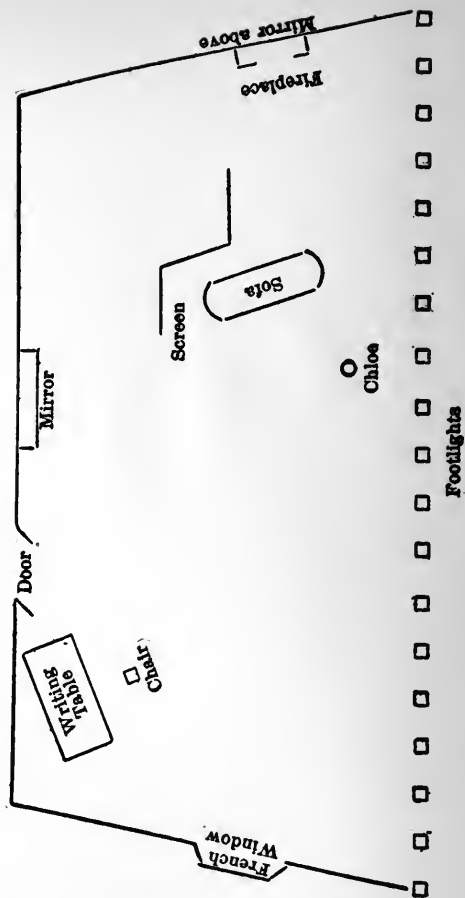 Mirror above
Fireplace
Screen
Sofa
Mirror
Chloe
Door
Writing
Table
Chair
French
Window
Footlights